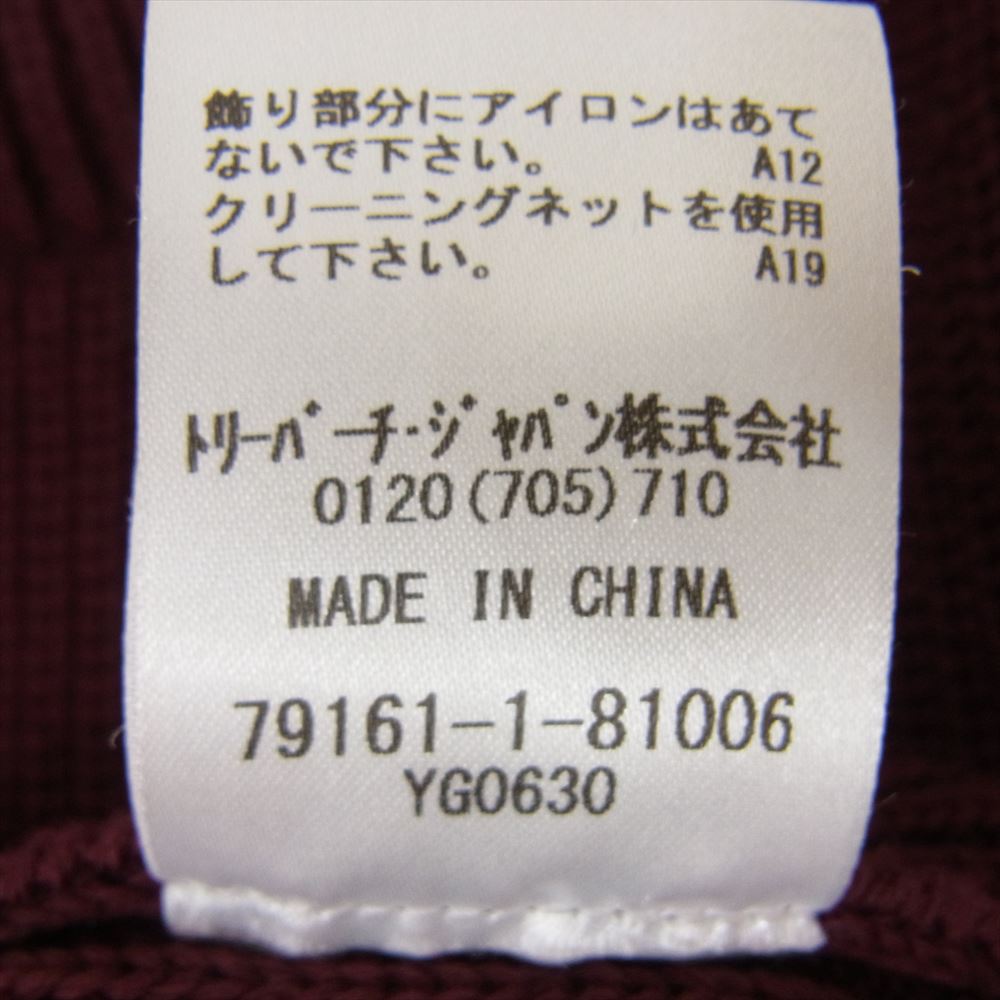 飾り部分にアイロンはあて
ないで下さい。 A12
クリーニングネットを使用
して下さい。 A19
ﾄﾘｰﾊﾞｰﾁ･ｼﾞｬﾊﾟﾝ株式会社
0120(705)710
MADE IN CHINA
79161-1-81006
YG0630